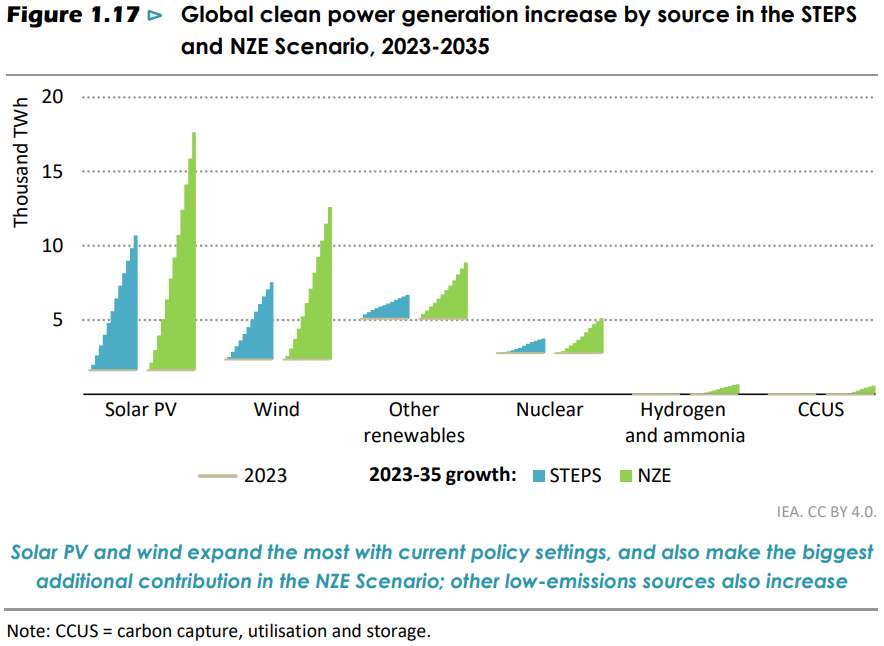 Figure 1.17 ▷ Global clean power generation increase by source in the STEPS
and NZE Scenario, 2023-2035
Thousand TWh
20
15
10
5
Solar PV
Wind
Other
renewables
Nuclear
Hydrogen
and ammonia
CCUS
2023
2023-35 growth:
STEPS
NZE
IEA. CC BY 4.0.
Solar PV and wind expand the most with current policy settings, and also make the biggest
additional contribution in the NZE Scenario; other low-emissions sources also increase
Note: CCUS = carbon capture, utilisation and storage.